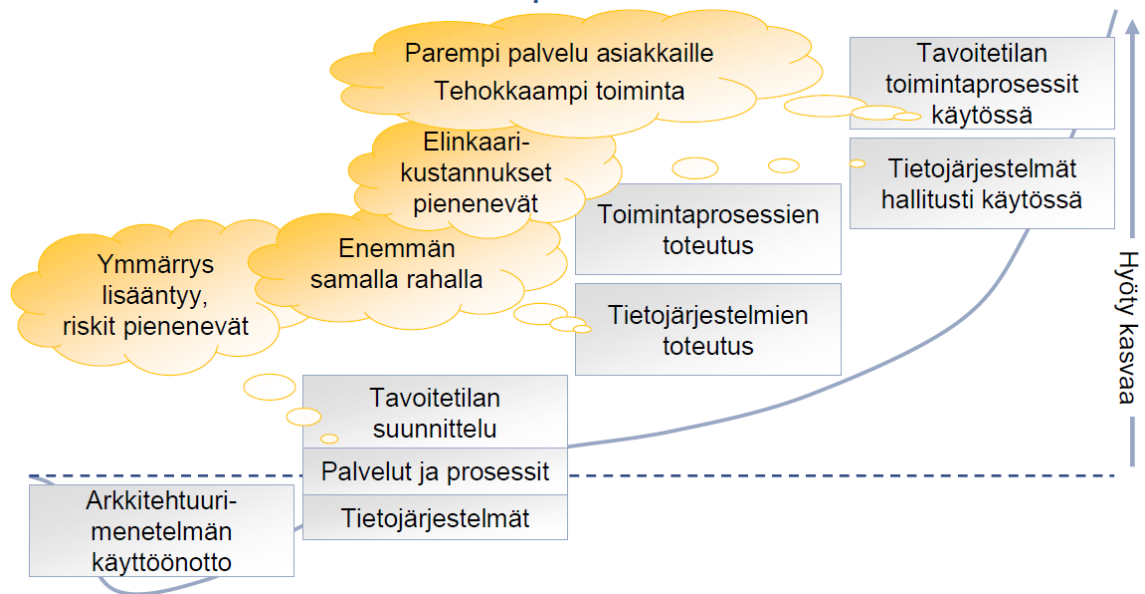 Parempi palvelu asiakkaille
Tehokkaampi toiminta
Tavoitetilan
toimintaprosessit
käytössä
Elinkaari-
kustannukset
pienenevät
Tietojärjestelmät
hallitusti käytössä
Toimintaprosessien
toteutus
Enemmän
samalla rahalla
Ymmärrys
lisääntyy,
riskit pienenevät
Tietojärjestelmien
toteutus
Hyöty kasvaa
Tavoitetilan
suunnittelu
Palvelut ja prosessit
Tietojärjestelmät
Arkkitehtuuri-
menetelmän
käyttöönotto